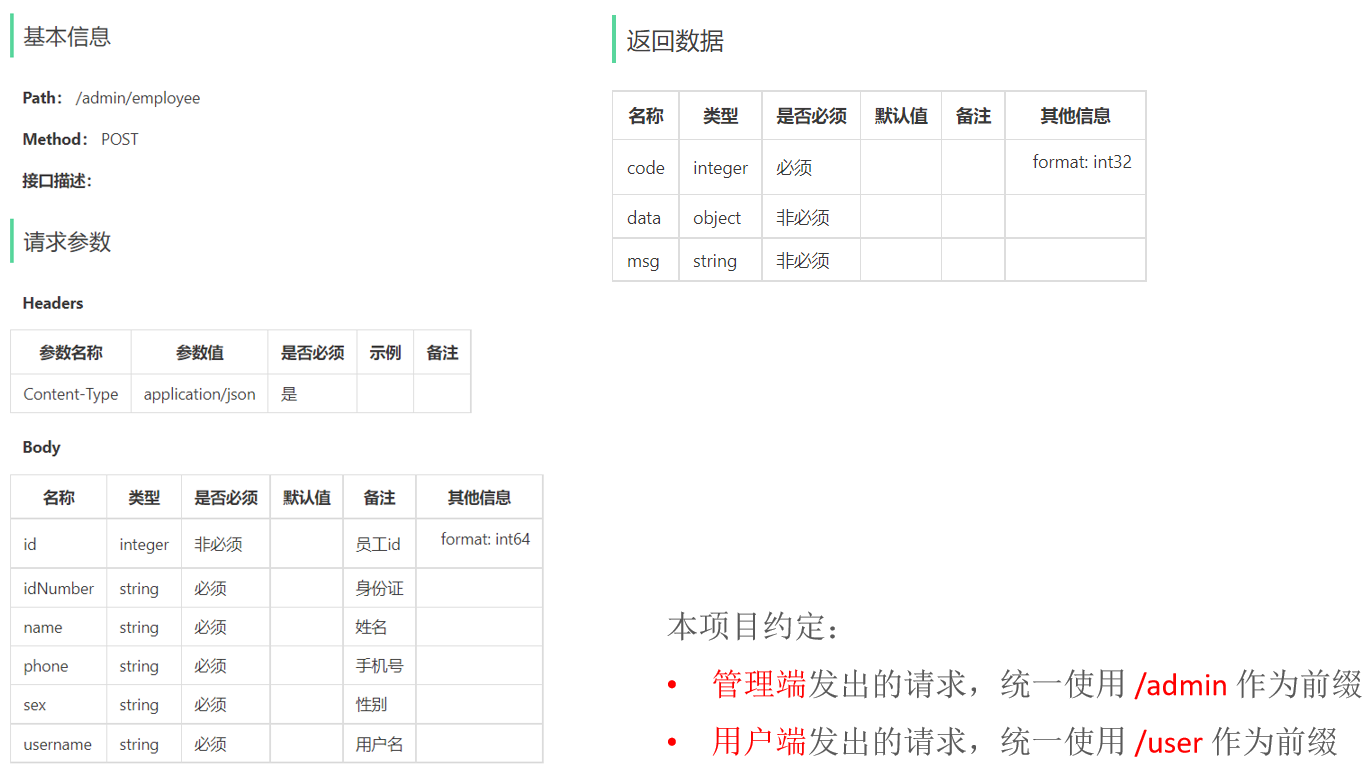 基本信息
Path： /admin/employee
Method： POST
接口描述：
请求参数
Headers
参数名称 参数值 是否必须 示例 备注
Content-Type application/json 是
Body
名称 类型 是否必须 默认值 备注 其他信息
id integer 非必须 员工id format: int64
idNumber string 必须 身份证
name string 必须 姓名
phone string 必须 手机号
sex string 必须 性别
username string 必须 用户名
返回数据
名称 类型 是否必须 默认值 备注 其他信息
code integer 必须 format: int32
data object 非必须
msg string 非必须
本项目约定：
• 管理端发出的请求，统一使用 /admin 作为前缀
• 用户端发出的请求，统一使用 /user 作为前缀